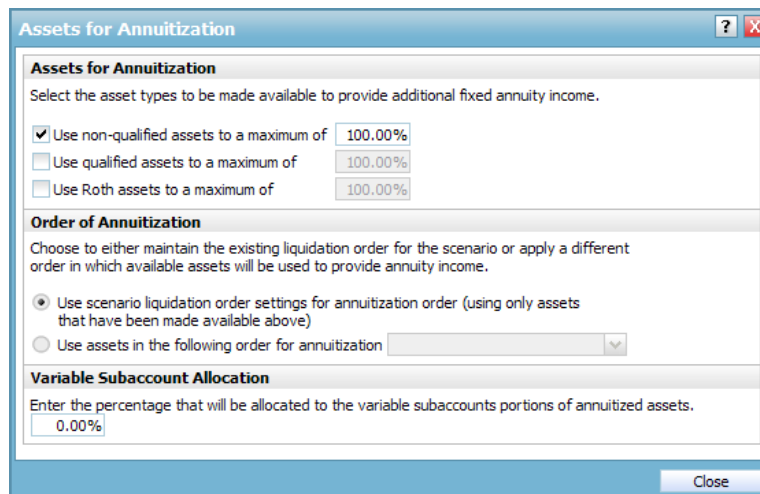 Assets for Annuitization
?
X
Assets for Annuitization
Select the asset types to be made available to provide additional fixed annuity income.
Use non-qualified assets to a maximum of 100.00%
Use qualified assets to a maximum of 100.00%
Use Roth assets to a maximum of 100.00%
Order of Annuitization
Choose to either maintain the existing liquidation order for the scenario or apply a different
order in which available assets will be used to provide annuity income.
Use scenario liquidation order settings for annuitization order (using only assets
that have been made available above)
Use assets in the following order for annuitization
Variable Subaccount Allocation
Enter the percentage that will be allocated to the variable subaccounts portions of annuitized assets.
0.00%
Close